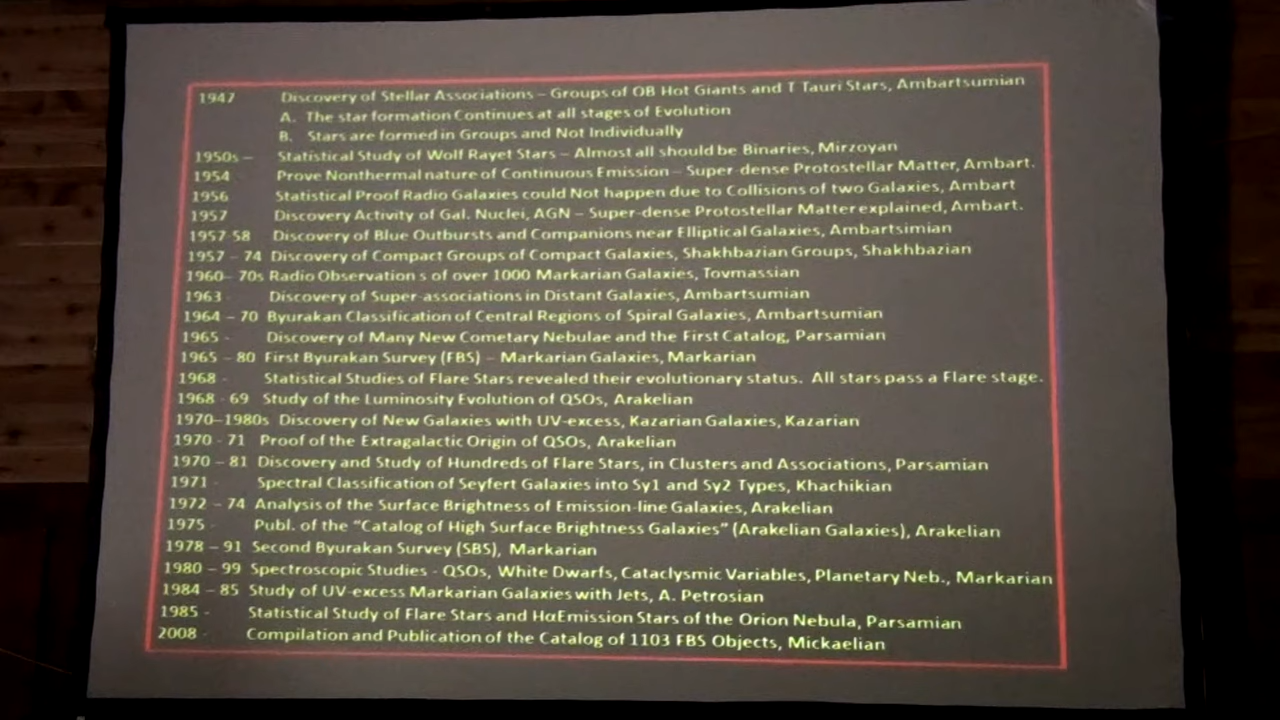 1947 Discovery of Stellar Associations – Groups of OB Hot Giants and T Tauri Stars, Ambartsumian
A. The star formation Continues at all stages of Evolution
B. Stars are formed in Groups and Not Individually
1950s – Statistical Study of Wolf Rayet Stars – Almost all should be Binaries, Mirzoyan
1954 Prove Nonthermal nature of Continuous Emission – Super-dense Protostellar Matter, Ambart.
1956 Statistical Proof Radio Galaxies could Not happen due to Collisions of two Galaxies, Ambart
1957 Discovery Activity of Gal. Nuclei, AGN – Super-dense Protostellar Matter explained, Ambart.
1957-58 Discovery of Blue Outbursts and Companions near Elliptical Galaxies, Ambartsimian
1957 – 74 Discovery of Compact Groups of Compact Galaxies, Shakhbazian Groups, Shakhbazian
1960– 70s Radio Observation s of over 1000 Markarian Galaxies, Tovmassian
1963 - Discovery of Super-associations in Distant Galaxies, Ambartsumian
1964 – 70 Byurakan Classification of Central Regions of Spiral Galaxies, Ambartsumian
1965 - Discovery of Many New Cometary Nebulae and the First Catalog, Parsamian
1965 – 80 First Byurakan Survey (FBS) – Markarian Galaxies, Markarian
1968 - Statistical Studies of Flare Stars revealed their evolutionary status. All stars pass a Flare stage.
1968 - 69 Study of the Luminosity Evolution of QSOs, Arakelian
1970–1980s Discovery of New Galaxies with UV-excess, Kazarian Galaxies, Kazarian
1970 - 71 Proof of the Extragalactic Origin of QSOs, Arakelian
1970 – 81 Discovery and Study of Hundreds of Flare Stars, in Clusters and Associations, Parsamian
1971 - Spectral Classification of Seyfert Galaxies into Sy1 and Sy2 Types, Khachikian
1972 – 74 Analysis of the Surface Brightness of Emission-line Galaxies, Arakelian
1975 - Publ. of the “Catalog of High Surface Brightness Galaxies” (Arakelian Galaxies), Arakelian
1978 – 91 Second Byurakan Survey (SBS), Markarian
1980 – 99 Spectroscopic Studies - QSOs, White Dwarfs, Cataclysmic Variables, Planetary Neb., Markarian
1984 – 85 Study of UV-excess Markarian Galaxies with Jets, A. Petrosian
1985 - Statistical Study of Flare Stars and HαEmission Stars of the Orion Nebula, Parsamian
2008 - Compilation and Publication of the Catalog of 1103 FBS Objects, Mickaelian